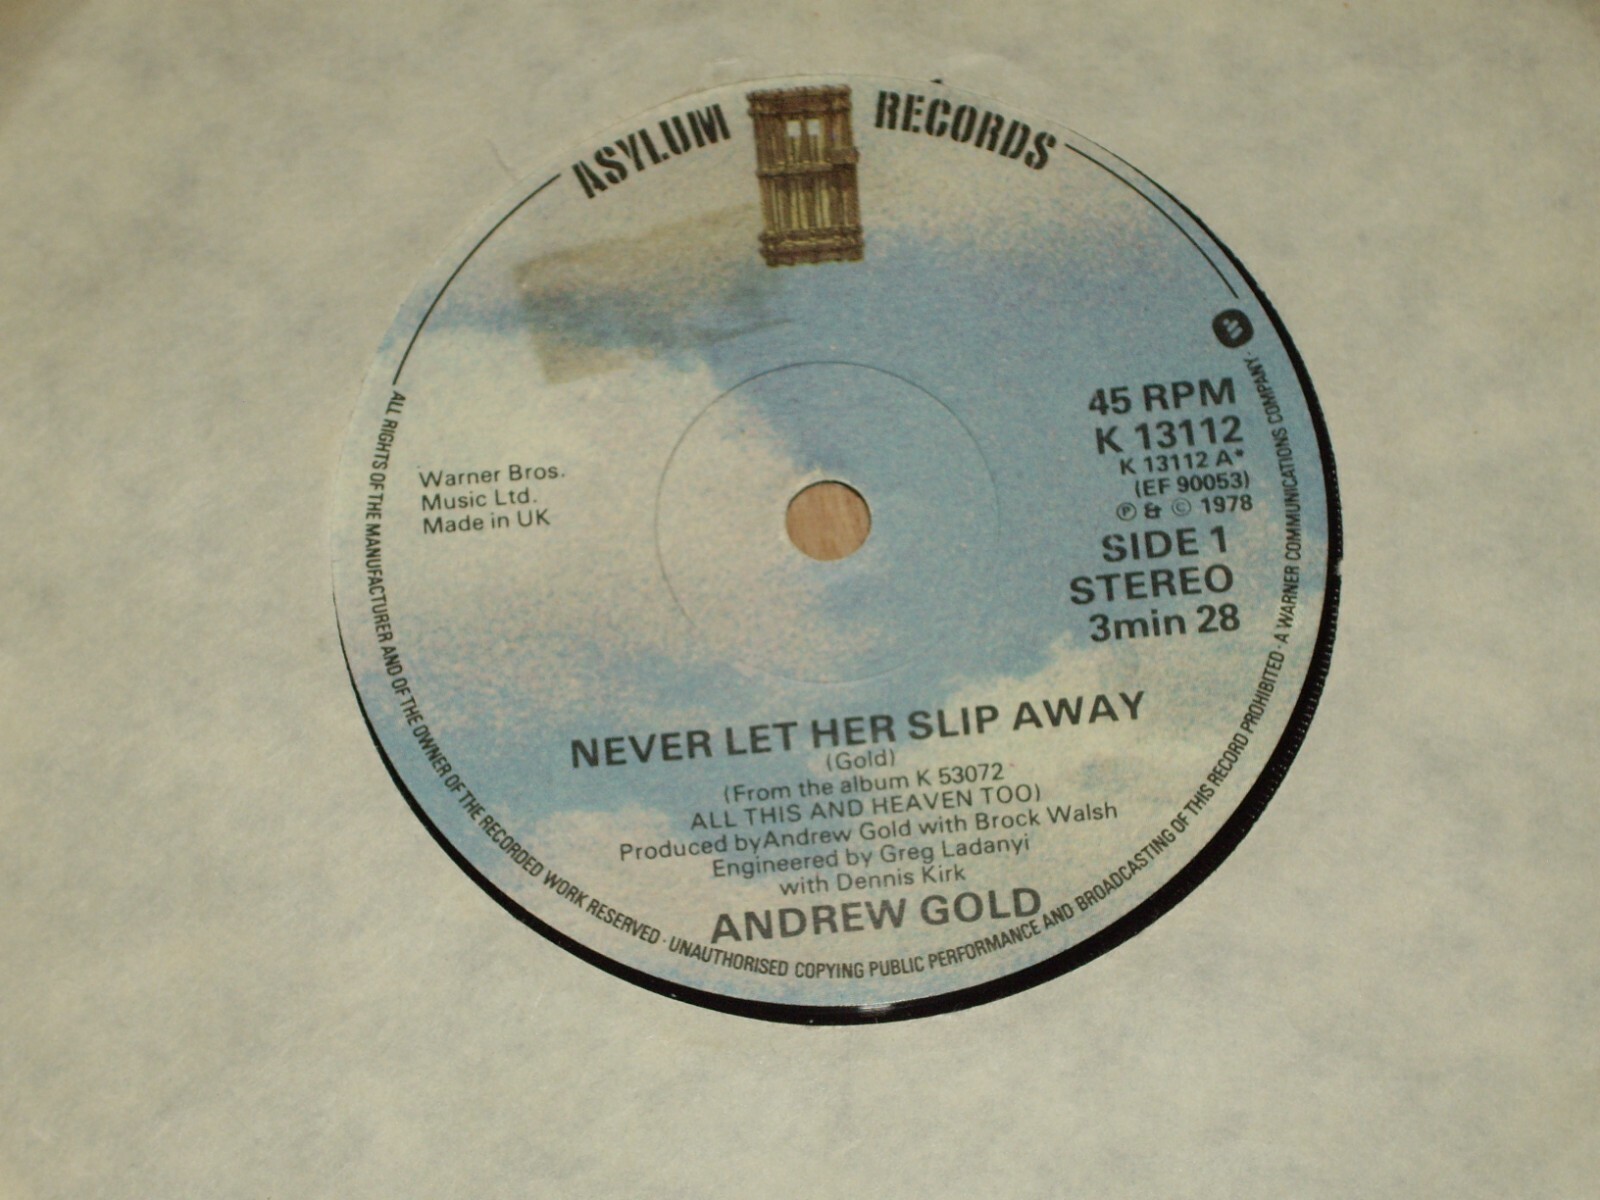 ASYLUM RECORDS
45 RPM
K 13112
K 13112 A*
(EF 90053)
℗ & © 1978
SIDE 1
STEREO
3min 28
Warner Bros.
Music Ltd.
Made in UK
NEVER LET HER SLIP AWAY
(Gold)
(From the album K 53072
ALL THIS AND HEAVEN TOO)
Produced by Andrew Gold with Brock Walsh
Engineered by Greg Ladanyi
with Dennis Kirk
ANDREW GOLD
ALL RIGHTS OF THE MANUFACTURER AND OF THE OWNER OF THE RECORDED WORK RESERVED · UNAUTHORISED COPYING PUBLIC PERFORMANCE AND BROADCASTING OF THIS RECORD PROHIBITED · A WARNER COMMUNICATIONS COMPANY ·